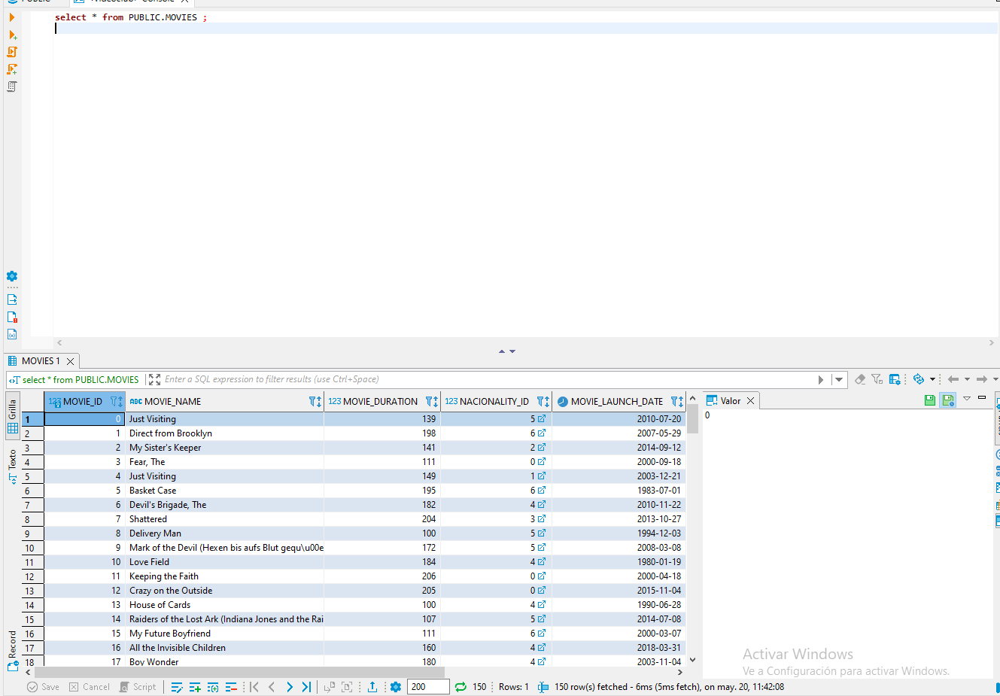 select * from PUBLIC.MOVIES ;
MOVIES 1
select * from PUBLIC.MOVIES Enter a SQL expression to filter results (use Ctrl+Space)
Grilla
Texto
Record
123 MOVIE_ID ABC MOVIE_NAME 123 MOVIE_DURATION 123 NACIONALITY_ID MOVIE_LAUNCH_DATE
1 0 Just Visiting 139 5 2010-07-20
2 1 Direct from Brooklyn 198 6 2007-05-29
3 2 My Sister's Keeper 141 2 2014-09-12
4 3 Fear, The 111 0 2000-09-18
5 4 Just Visiting 149 1 2003-12-21
6 5 Basket Case 195 6 1983-07-01
7 6 Devil's Brigade, The 182 4 2010-11-22
8 7 Shattered 204 3 2013-10-27
9 8 Delivery Man 100 5 1994-12-03
10 9 Mark of the Devil (Hexen bis aufs Blut gequ\u00e 172 5 2008-03-08
11 10 Love Field 184 4 1980-01-19
12 11 Keeping the Faith 206 0 2000-04-18
13 12 Crazy on the Outside 205 0 2015-11-04
14 13 House of Cards 100 4 1990-06-28
15 14 Raiders of the Lost Ark (Indiana Jones and the Rai 107 5 2014-07-08
16 15 My Future Boyfriend 111 6 2000-03-07
17 16 All the Invisible Children 160 4 2018-03-31
18 17 Boy Wonder 180 4 2003-11-04
Valor
0
Activar Windows
Ve a Configuración para activar Windows.
Save Cancel Script 200 150 Rows: 1 150 row(s) fetched - 6ms (5ms fetch), on may. 20, 11:42:08